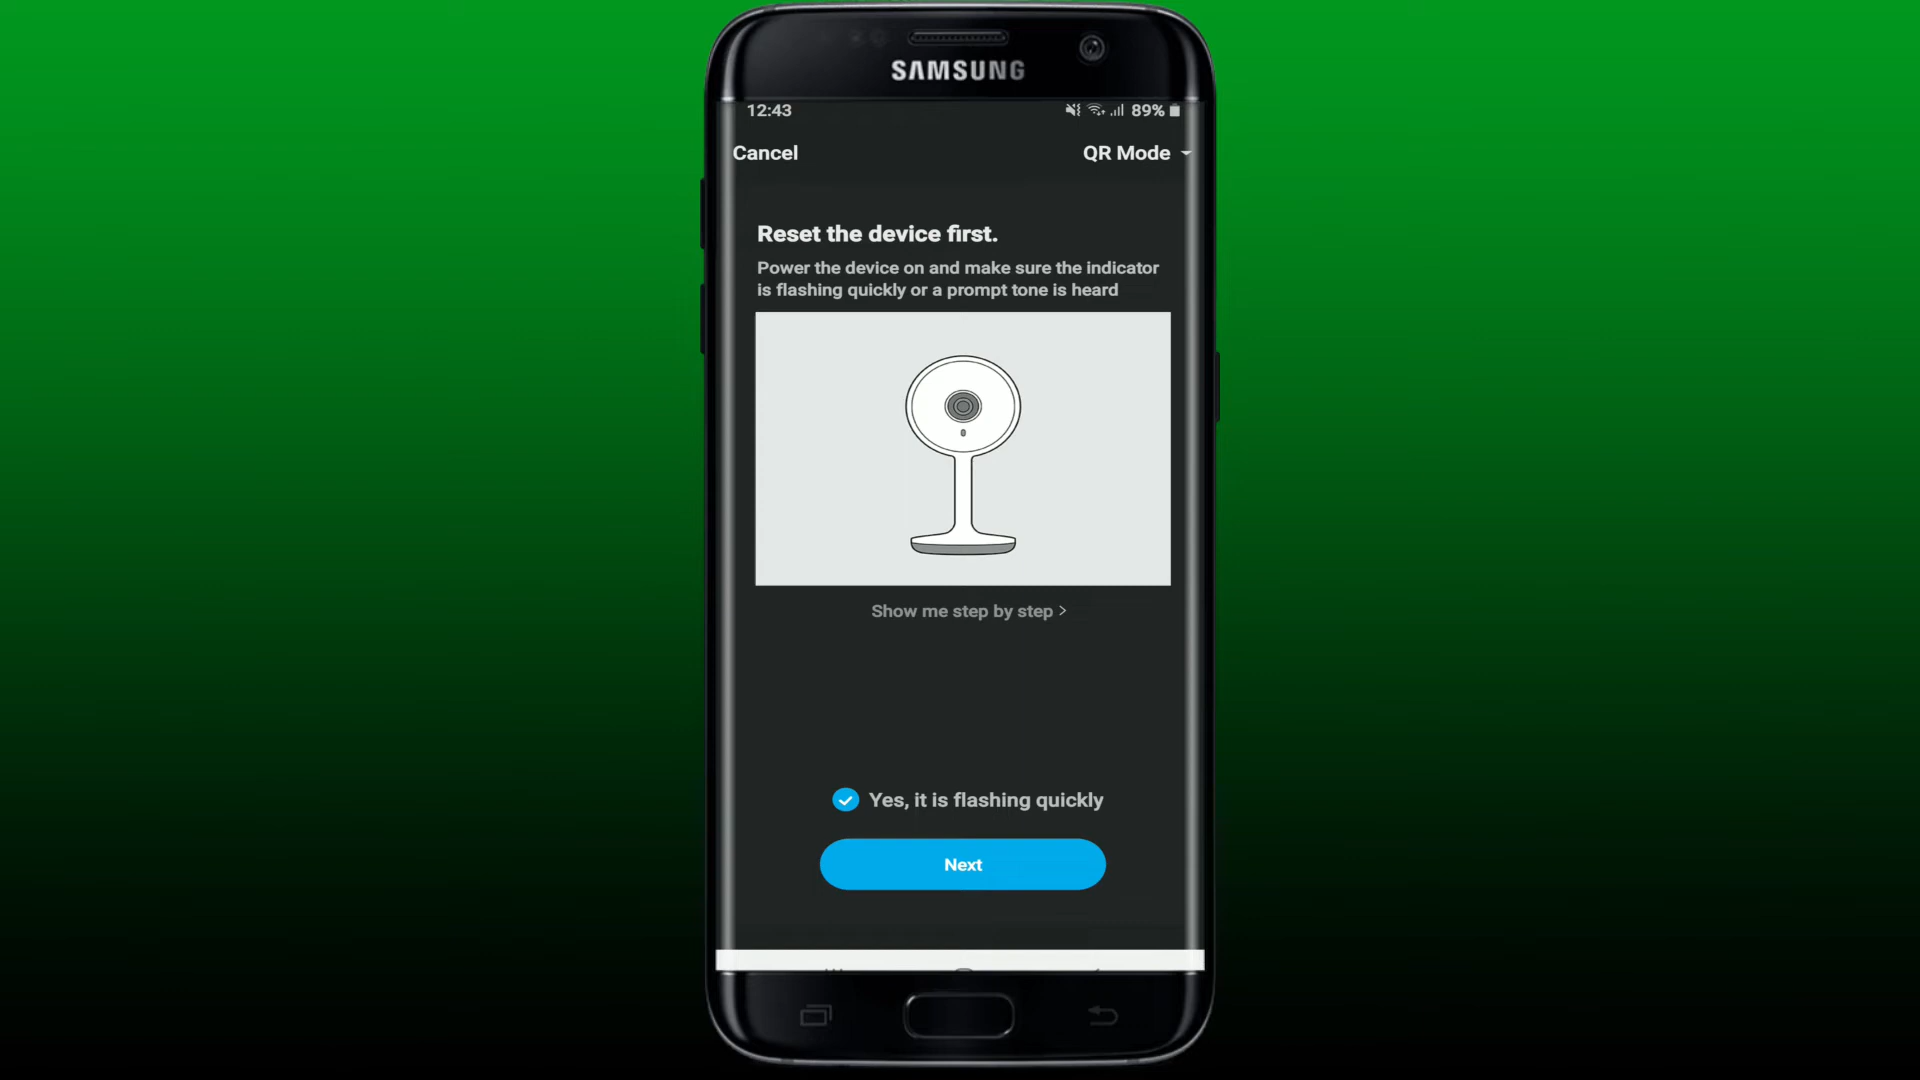 SAMSUNG
12:43
89%
Cancel
QR Mode
Reset the device first.
Power the device on and make sure the indicator
is flashing quickly or a prompt tone is heard
Show me step by step >
Yes, it is flashing quickly
Next